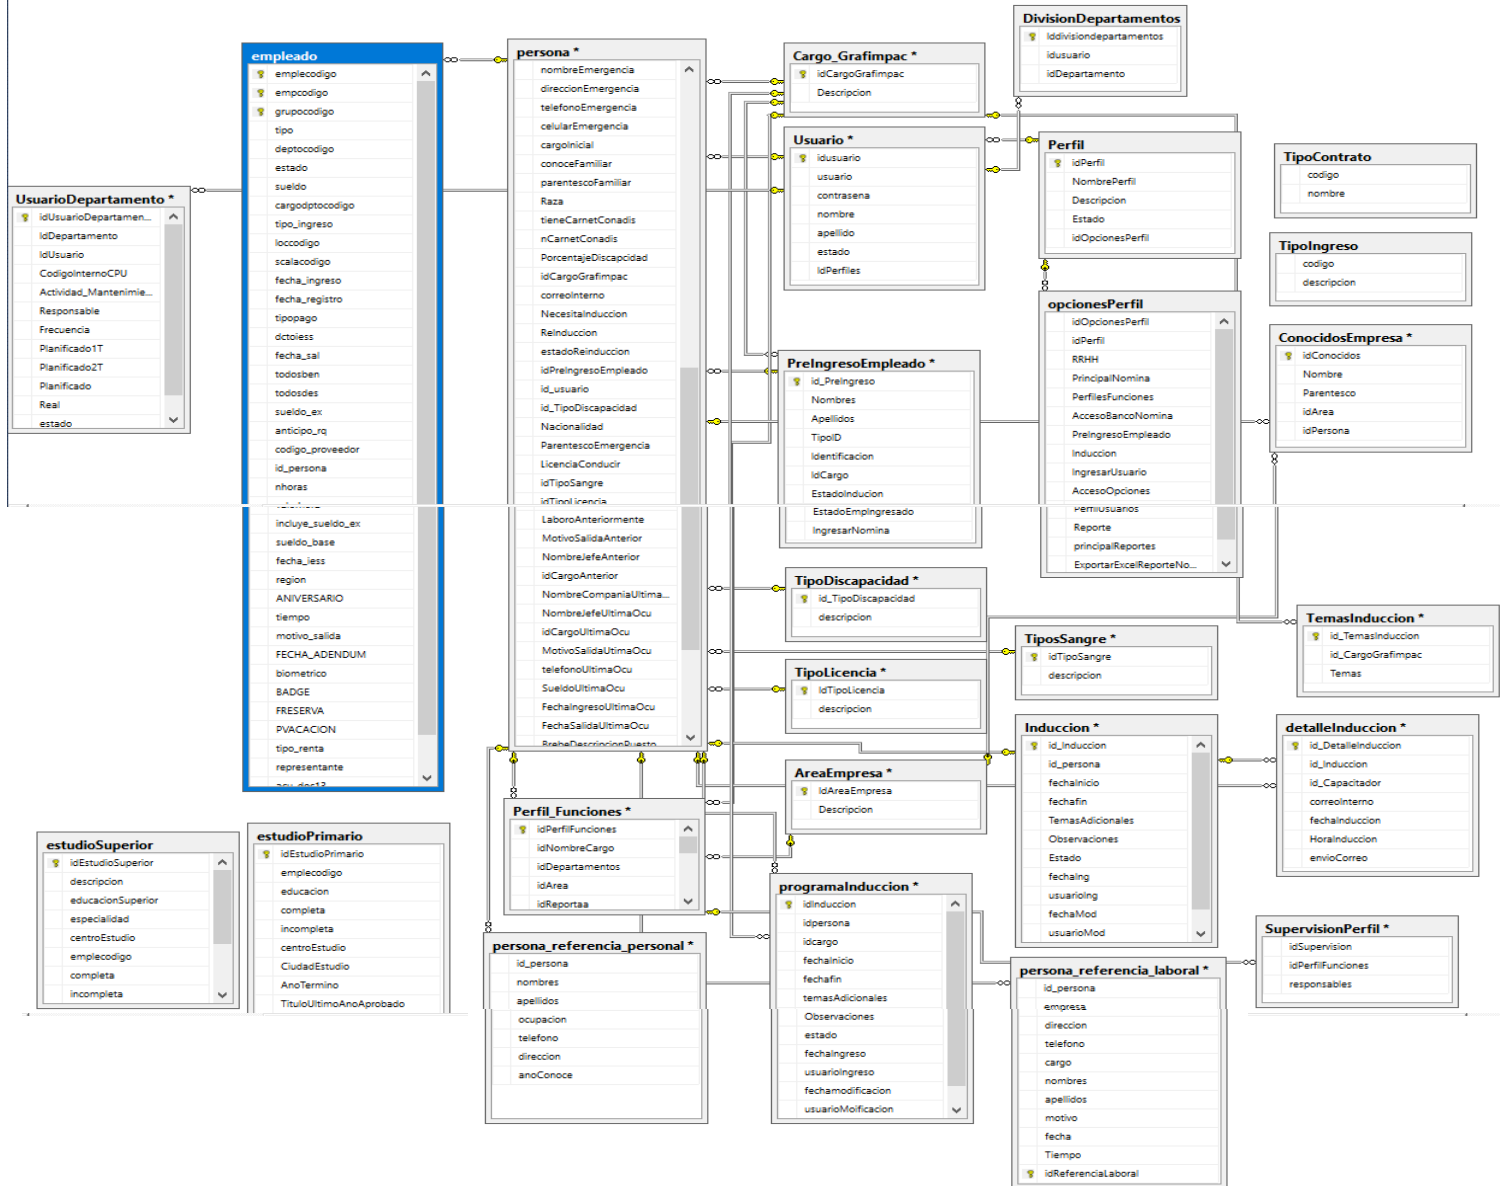 DivisionDepartamentos
Iddivisiondepartamentos
idusuario
idDepartamento
empleado
emplecodigo
empcodigo
grupocodigo
tipo
deptocodigo
estado
sueldo
cargodptocodigo
tipo_ingreso
loccodigo
scalacodigo
fecha_ingreso
fecha_registro
tipopago
dctoiess
fecha_sal
todosben
todosdes
sueldo_ex
anticipo_rq
codigo_proveedor
id_persona
nhoras
incluye_sueldo_ex
sueldo_base
fecha_iess
region
ANIVERSARIO
tiempo
motivo_salida
FECHA_ADENDUM
biometrico
BADGE
FRESERVA
PVACACION
tipo_renta
representante
persona *
nombreEmergencia
direccionEmergencia
telefonoEmergencia
celularEmergencia
cargoInicial
conoceFamiliar
parentescoFamiliar
Raza
tieneCarnetConadis
nCarnetConadis
PorcentajeDiscapcidad
idCargoGrafimpac
correoInterno
NecesitaInduccion
ReInduccion
estadoReinduccion
idPreIngresoEmpleado
id_usuario
id_TipoDiscapacidad
Nacionalidad
ParentescoEmergencia
LicenciaConducir
idTipoSangre
idTipoLicencia
LaboroAnteriormente
MotivoSalidaAnterior
NombreJefeAnterior
idCargoAnterior
NombreCompaniaUltima...
NombreJefeUltimaOcu
idCargoUltimaOcu
MotivoSalidaUtimaOcu
telefonoUltimaOcu
SueldoUltimaOcu
FechaIngresoUltimaOcu
FechaSalidaUltimaOcu
BrebeDescripcionPuesto
Cargo_Grafimpac *
idCargoGrafimpac
Descripcion
Usuario *
idusuario
usuario
contrasena
nombre
apellido
estado
IdPerfiles
Perfil
idPerfil
NombrePerfil
Descripcion
Estado
idOpcionesPerfil
TipoContrato
codigo
nombre
UsuarioDepartamento *
idUsuarioDepartamen...
IdDepartamento
IdUsuario
CodigoInternoCPU
Actividad_Mantenimie...
Responsable
Frecuencia
Planificado1T
Planificado2T
Planificado
Real
estado
TipoIngreso
codigo
descripcion
opcionesPerfil
idOpcionesPerfil
idPerfil
RRHH
PrincipalNomina
PerfilesFunciones
AccesoBancoNomina
PreIngresoEmpleado
Induccion
IngresarUsuario
AccesoOpciones
PerfilUsuarios
Reporte
principalReportes
ExportarExcelReporteNo...
ConocidosEmpresa *
idConocidos
Nombre
Parentesco
idArea
idPersona
PreIngresoEmpleado *
id_PreIngreso
Nombres
Apellidos
TipoID
Identificacion
IdCargo
EstadoInducion
EstadoEmpIngresado
IngresarNomina
TipoDiscapacidad *
id_TipoDiscapacidad
descripcion
TiposSangre *
idTipoSangre
descripcion
TemasInduccion *
id_TemasInduccion
id_CargoGrafimpac
Temas
TipoLicencia *
IdTipoLicencia
descripcion
Induccion *
id_Induccion
id_persona
fechaInicio
fechafin
TemasAdicionales
Observaciones
Estado
fechaIng
usuarioIng
fechaMod
usuarioMod
detalleInduccion *
id_DetalleInduccion
id_Induccion
id_Capacitador
correoInterno
fechaInduccion
HoraInduccion
envioCorreo
AreaEmpresa *
IdAreaEmpresa
Descripcion
Perfil_Funciones *
idPerfilFunciones
idNombreCargo
idDepartamentos
idArea
idReportaa
estudioSuperior
idEstudioSuperior
descripcion
educacionSuperior
especialidad
centroEstudio
emplecodigo
completa
incompleta
estudioPrimario
idEstudioPrimario
emplecodigo
educacion
completa
incompleta
centroEstudio
CiudadEstudio
AnoTermino
TituloUltimoAnoAprobado
programaInduccion *
idInduccion
idpersona
idcargo
fechaInicio
fechafin
temasAdicionales
Observaciones
estado
fechaIngreso
usuarioIngreso
fechamodificacion
usuarioMoificacion
SupervisionPerfil *
idSupervision
idPerfilFunciones
responsables
persona_referencia_personal *
id_persona
nombres
apellidos
ocupacion
telefono
direccion
anoConoce
persona_referencia_laboral *
id_persona
empresa
direccion
telefono
cargo
nombres
apellidos
motivo
fecha
Tiempo
idReferenciaLaboral